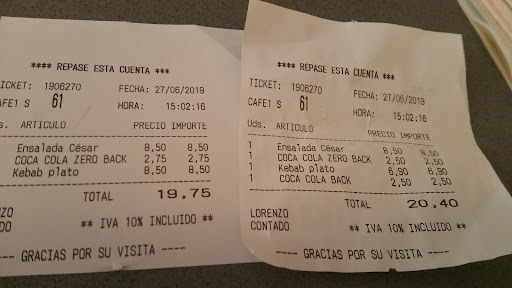 **** REPASE ESTA CUENTA ***
TICKET: 1906270 FECHA: 27/06/2019
CAFE1 S 61 HORA: 15:02:16
Uds. ARTICULO PRECIO IMPORTE
Ensalada César 8,50 8,50
COCA COLA ZERO BACK 2,75 2,75
Kebab plato 8,50 8,50
TOTAL 19,75
LORENZO
CONTADO ** IVA 10% INCLUIDO **
--- GRACIAS POR SU VISITA ----
**** REPASE ESTA CUENTA ***
TICKET: 1906270 FECHA: 27/06/2019
CAFE1 S 61 HORA: 15:02:16
Uds. ARTICULO PRECIO IMPORTE
1 Ensalada César 8,50 8,50
1 COCA COLA ZERO BACK 2,50 2,50
1 Kebab plato 6,90 6,90
1 COCA COLA BACK 2,50 2,50
TOTAL 20,40
LORENZO
CONTADO ** IVA 10% INCLUIDO **
---- GRACIAS POR SU VISITA ----